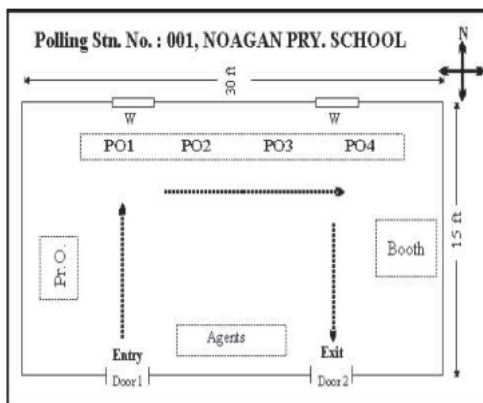 Polling Stn. No. : 001, NOAGAN PRY. SCHOOL
N
30 ft
W W
PO1 PO2 PO3 PO4
15 ft
Pr. O.
Booth
Agents
Entry Exit
Door 1 Door 2